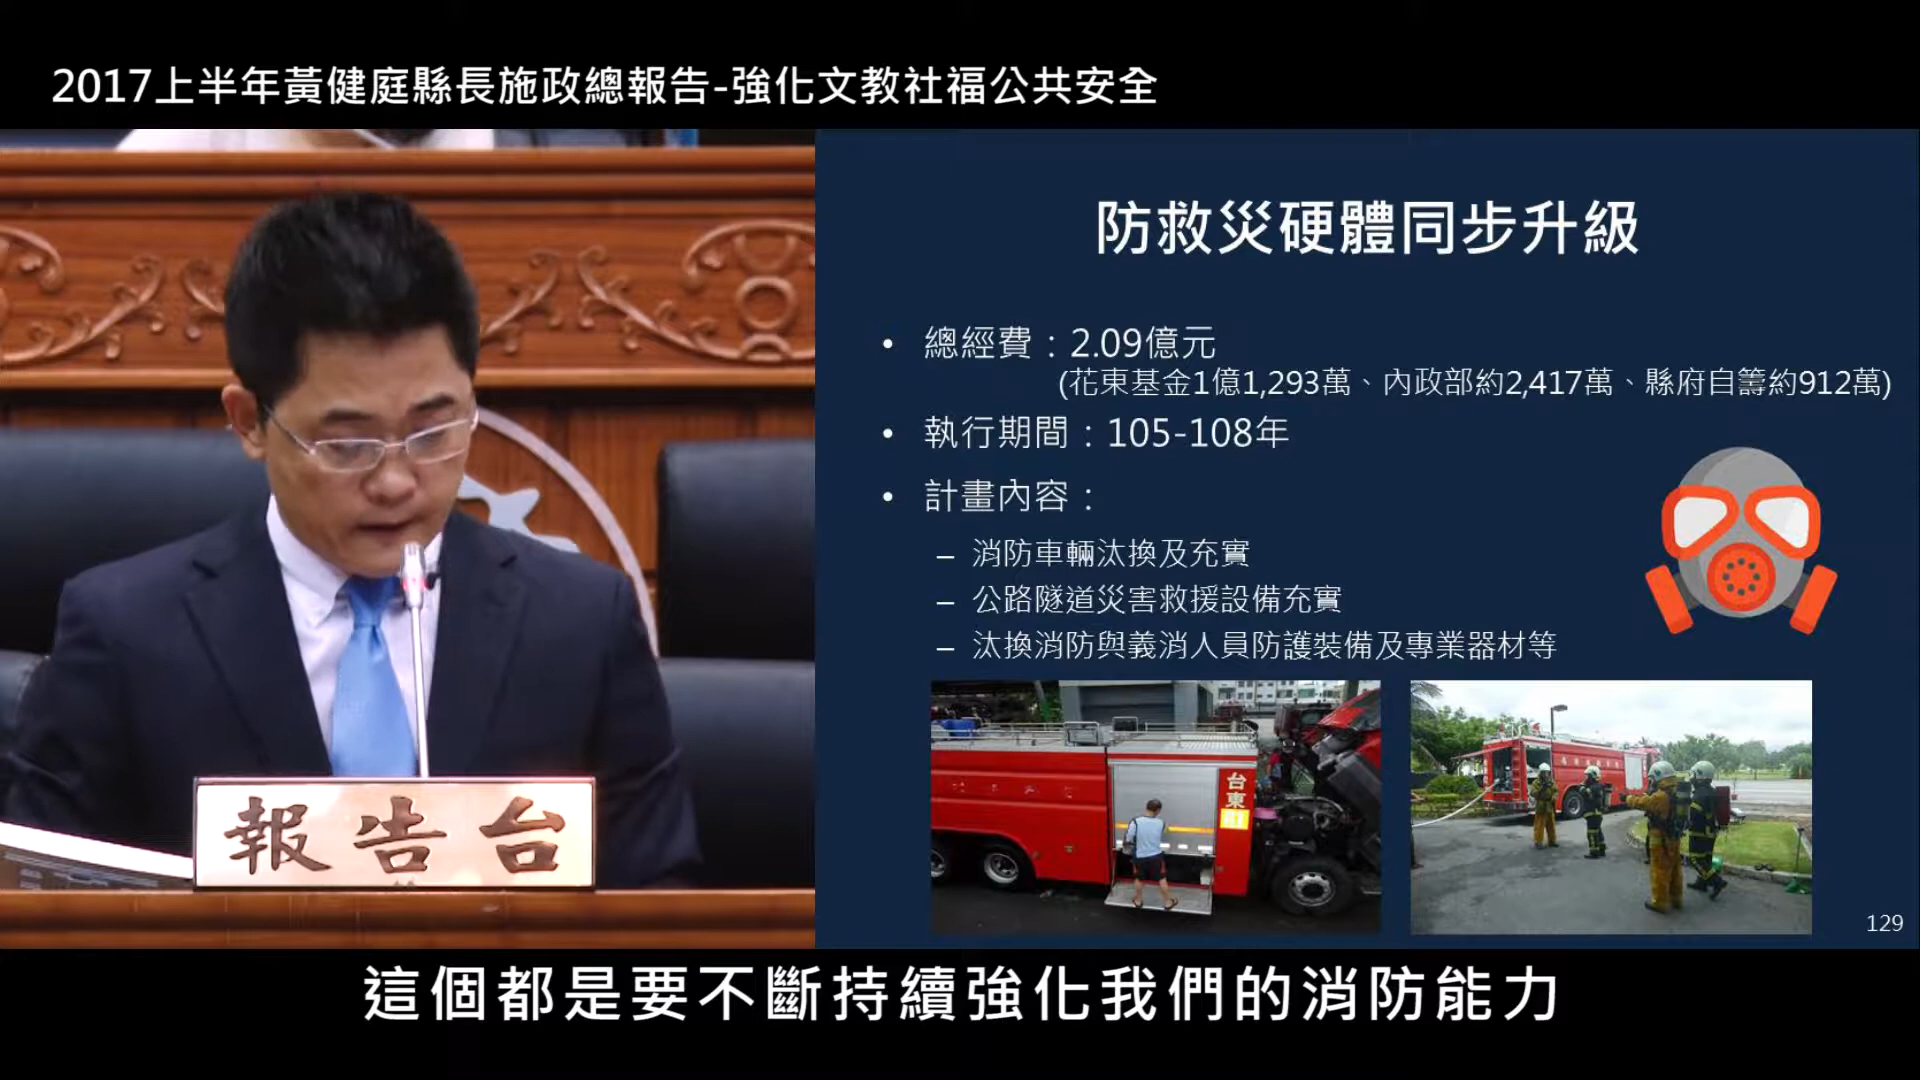 2017上半年黃健庭縣長施政總報告-強化文教社福公共安全
防救災硬體同步升級
• 總經費：2.09億元
(花東基金1億1,293萬、內政部約2,417萬、縣府自籌約912萬)
• 執行期間：105-108年
• 計畫內容：
– 消防車輛汰換及充實
– 公路隧道災害救援設備充實
– 汰換消防與義消人員防護裝備及專業器材等
台東
報告台
129
這個都是要不斷持續強化我們的消防能力